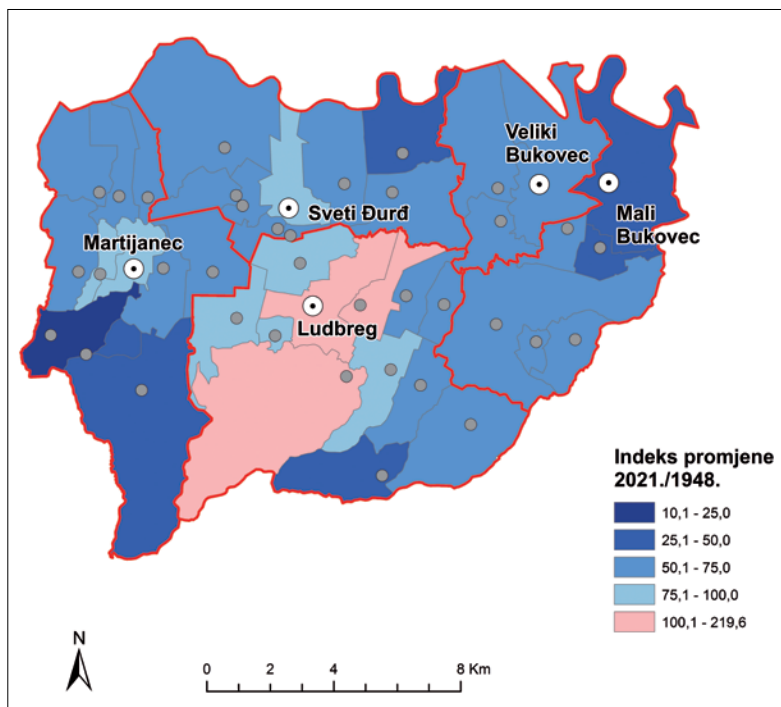 Veliki
Bukovec
Sveti Đurđ
Mali
Bukovec
Martijanec
Ludbreg
Indeks promjene
2021./1948.
10,1 - 25,0
25,1 - 50,0
50,1 - 75,0
75,1 - 100,0
100,1 - 219,6
N
0 2 4 8 Km